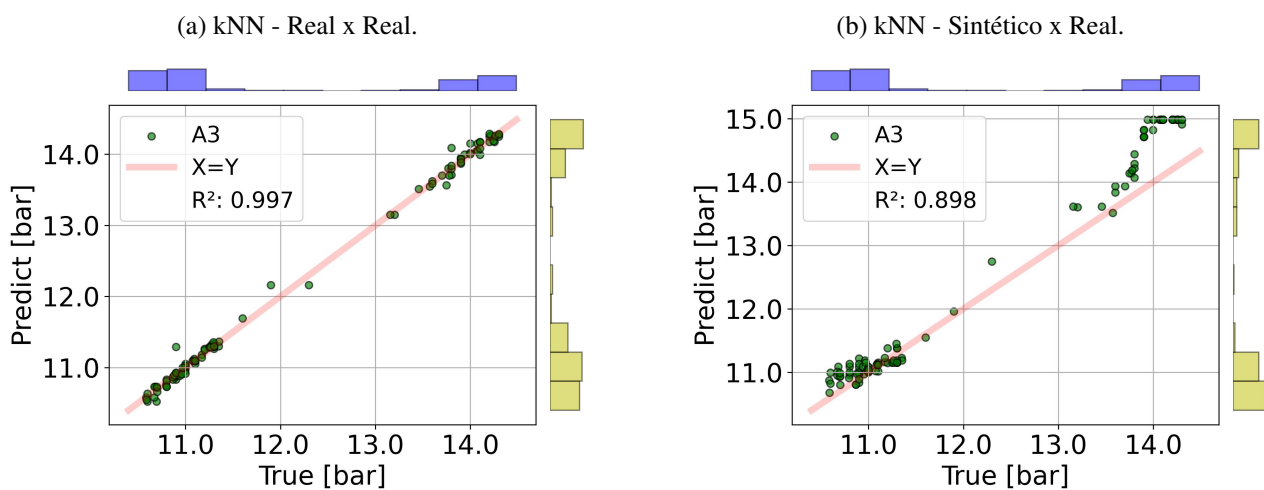 (a) kNN - Real x Real.
14.0
13.0
12.0
11.0
Predict [bar]
A3
X=Y
R²: 0.997
11.0 12.0 13.0 14.0
True [bar]
(b) kNN - Sintético x Real.
15.0
14.0
13.0
12.0
11.0
Predict [bar]
A3
X=Y
R²: 0.898
11.0 12.0 13.0 14.0
True [bar]